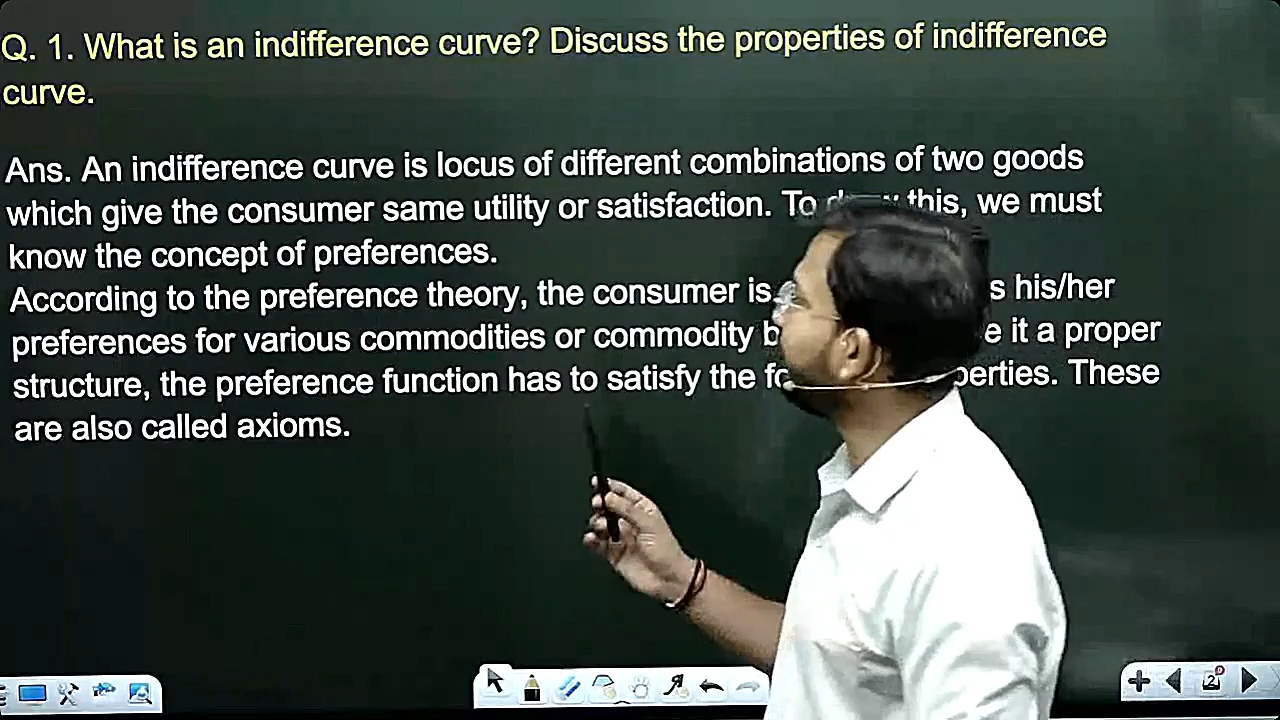 Q. 1. What is an indifference curve? Discuss the properties of indifference
curve.
Ans. An indifference curve is locus of different combinations of two goods
which give the consumer same utility or satisfaction. To this, we must
know the concept of preferences.
According to the preference theory, the consumer is his/her
preferences for various commodities or commodity it a proper
structure, the preference function has to satisfy the These
are also called axioms.
2